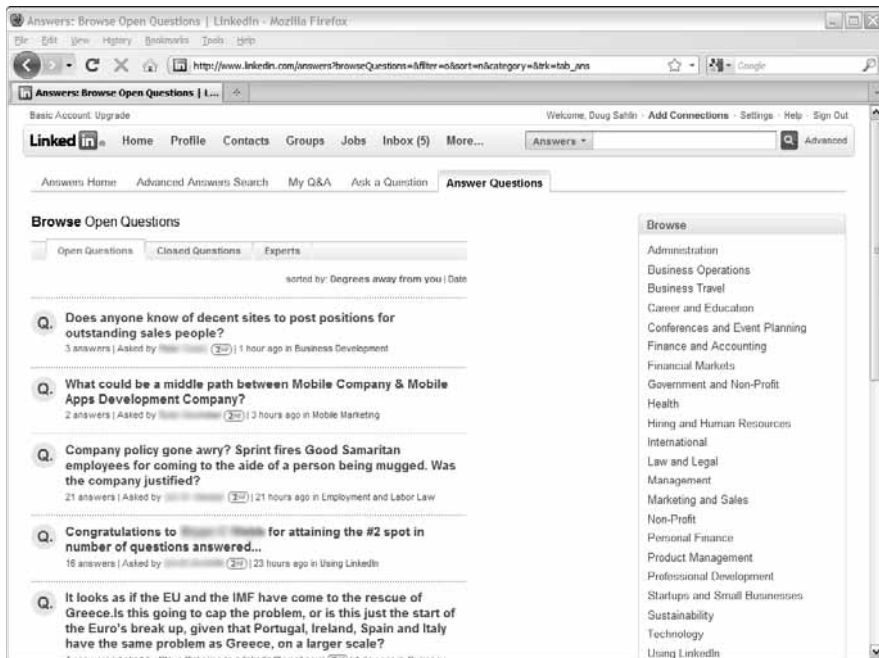 Answers: Browse Open Questions | LinkedIn - Mozilla Firefox
File Edit View History Bookmarks Tools Help
http://www.linkedin.com/answers?browseQuestions=&filter=o&sort=n&category=&trk=tab_ans
Google
Answers: Browse Open Questions | L...
Basic Account: Upgrade
Welcome, Doug Sahlin · Add Connections · Settings · Help · Sign Out
Linked in® Home Profile Contacts Groups Jobs Inbox (5) More... Answers Advanced
Answers Home Advanced Answers Search My Q&A Ask a Question Answer Questions
Browse Open Questions
Open Questions Closed Questions Experts
sorted by: Degrees away from you | Date
Q. Does anyone know of decent sites to post positions for
outstanding sales people?
3 answers | Asked by 2nd | 1 hour ago in Business Development
Q. What could be a middle path between Mobile Company & Mobile
Apps Development Company?
2 answers | Asked by 2nd | 3 hours ago in Mobile Marketing
Q. Company policy gone awry? Sprint fires Good Samaritan
employees for coming to the aide of a person being mugged. Was
the company justified?
21 answers | Asked by 2nd | 21 hours ago in Employment and Labor Law
Q. Congratulations to for attaining the #2 spot in
number of questions answered...
16 answers | Asked by 2nd | 23 hours ago in Using LinkedIn
Q. It looks as if the EU and the IMF have come to the rescue of
Greece.Is this going to cap the problem, or is this just the start of
the Euro's break up, given that Portugal, Ireland, Spain and Italy
have the same problem as Greece, on a larger scale?
Browse
Administration
Business Operations
Business Travel
Career and Education
Conferences and Event Planning
Finance and Accounting
Financial Markets
Government and Non-Profit
Health
Hiring and Human Resources
International
Law and Legal
Management
Marketing and Sales
Non-Profit
Personal Finance
Product Management
Professional Development
Startups and Small Businesses
Sustainability
Technology
Using LinkedIn